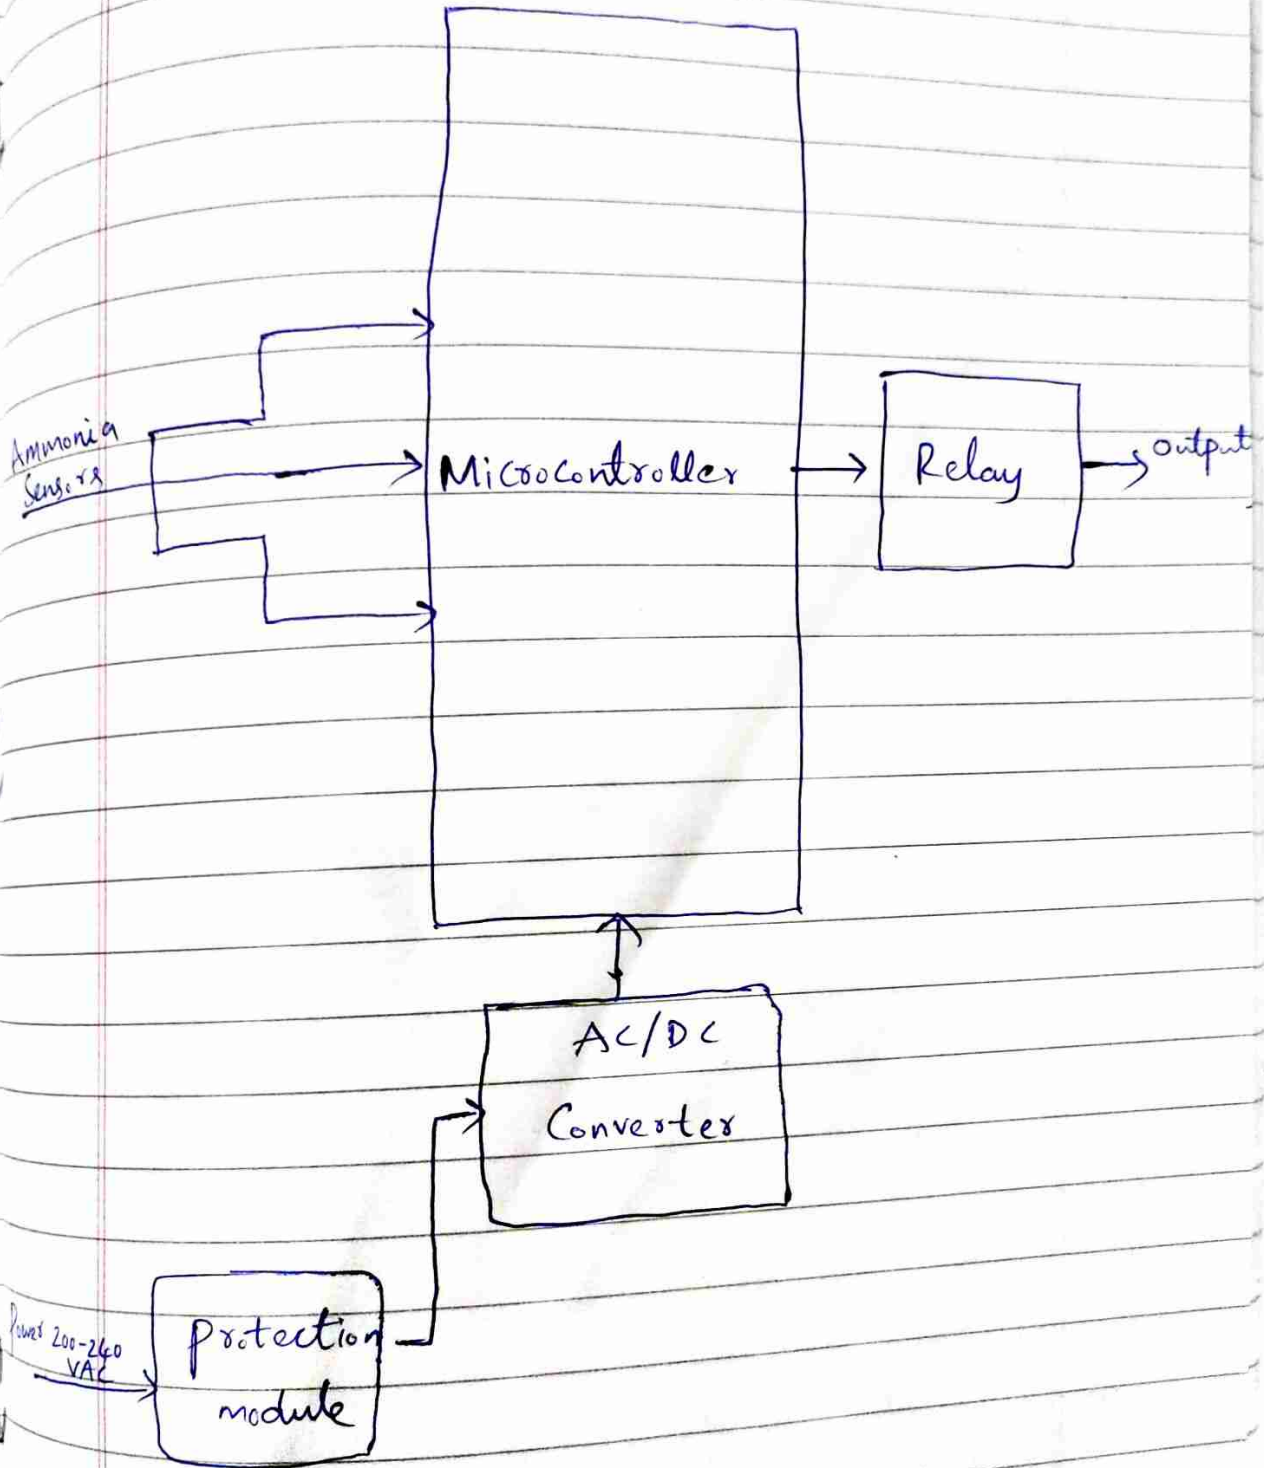 Ammonia
Sensors
Microcontroller
Relay
Output
AC/DC
Converter
Power 200-240
VAC
protection
module